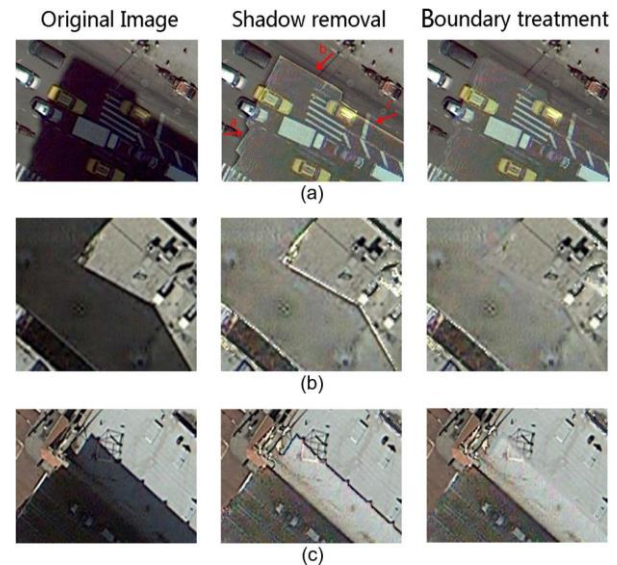 Original Image
Shadow removal
Boundary treatment
b
(a)
(b)
(c)